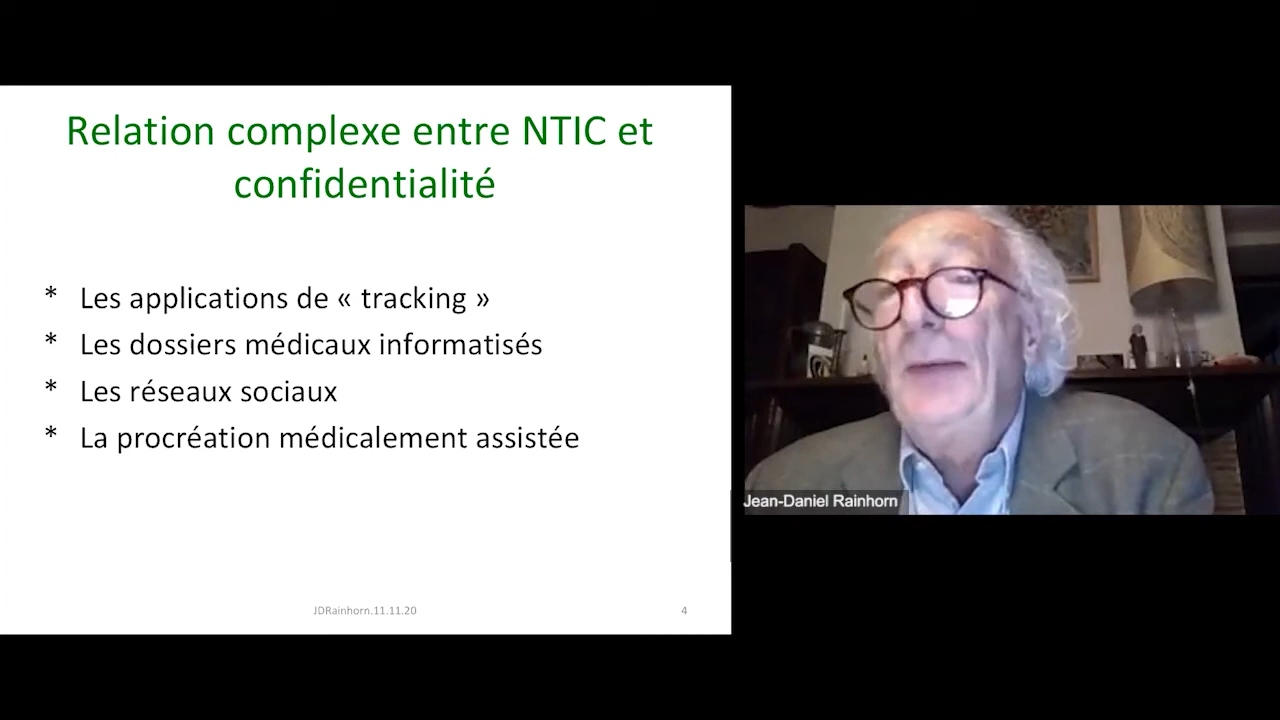 Relation complexe entre NTIC et
confidentialité
* Les applications de « tracking »
* Les dossiers médicaux informatisés
* Les réseaux sociaux
* La procréation médicalement assistée
JDRainhorn.11.11.20
4
Jean-Daniel Rainhorn